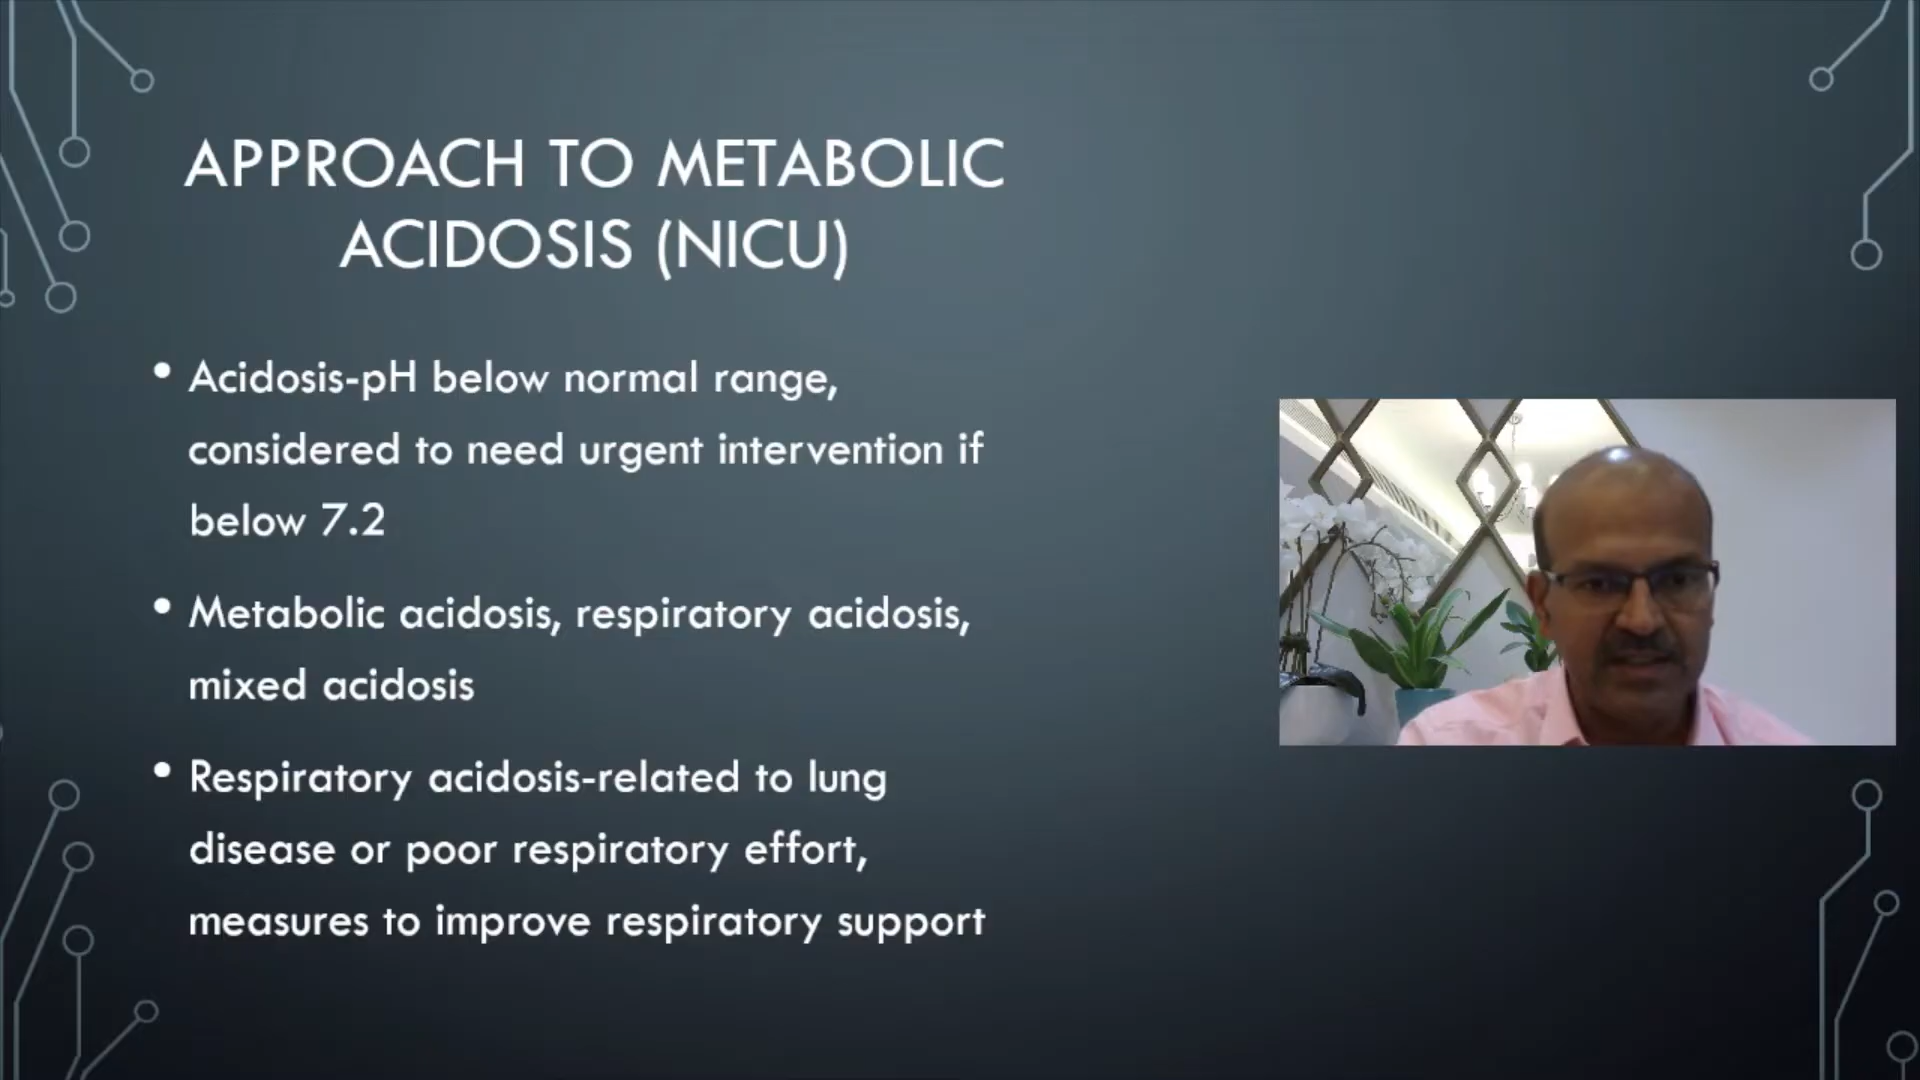 APPROACH TO METABOLIC
ACIDOSIS (NICU)
• Acidosis-pH below normal range,
considered to need urgent intervention if
below 7.2
• Metabolic acidosis, respiratory acidosis,
mixed acidosis
• Respiratory acidosis-related to lung
disease or poor respiratory effort,
measures to improve respiratory support